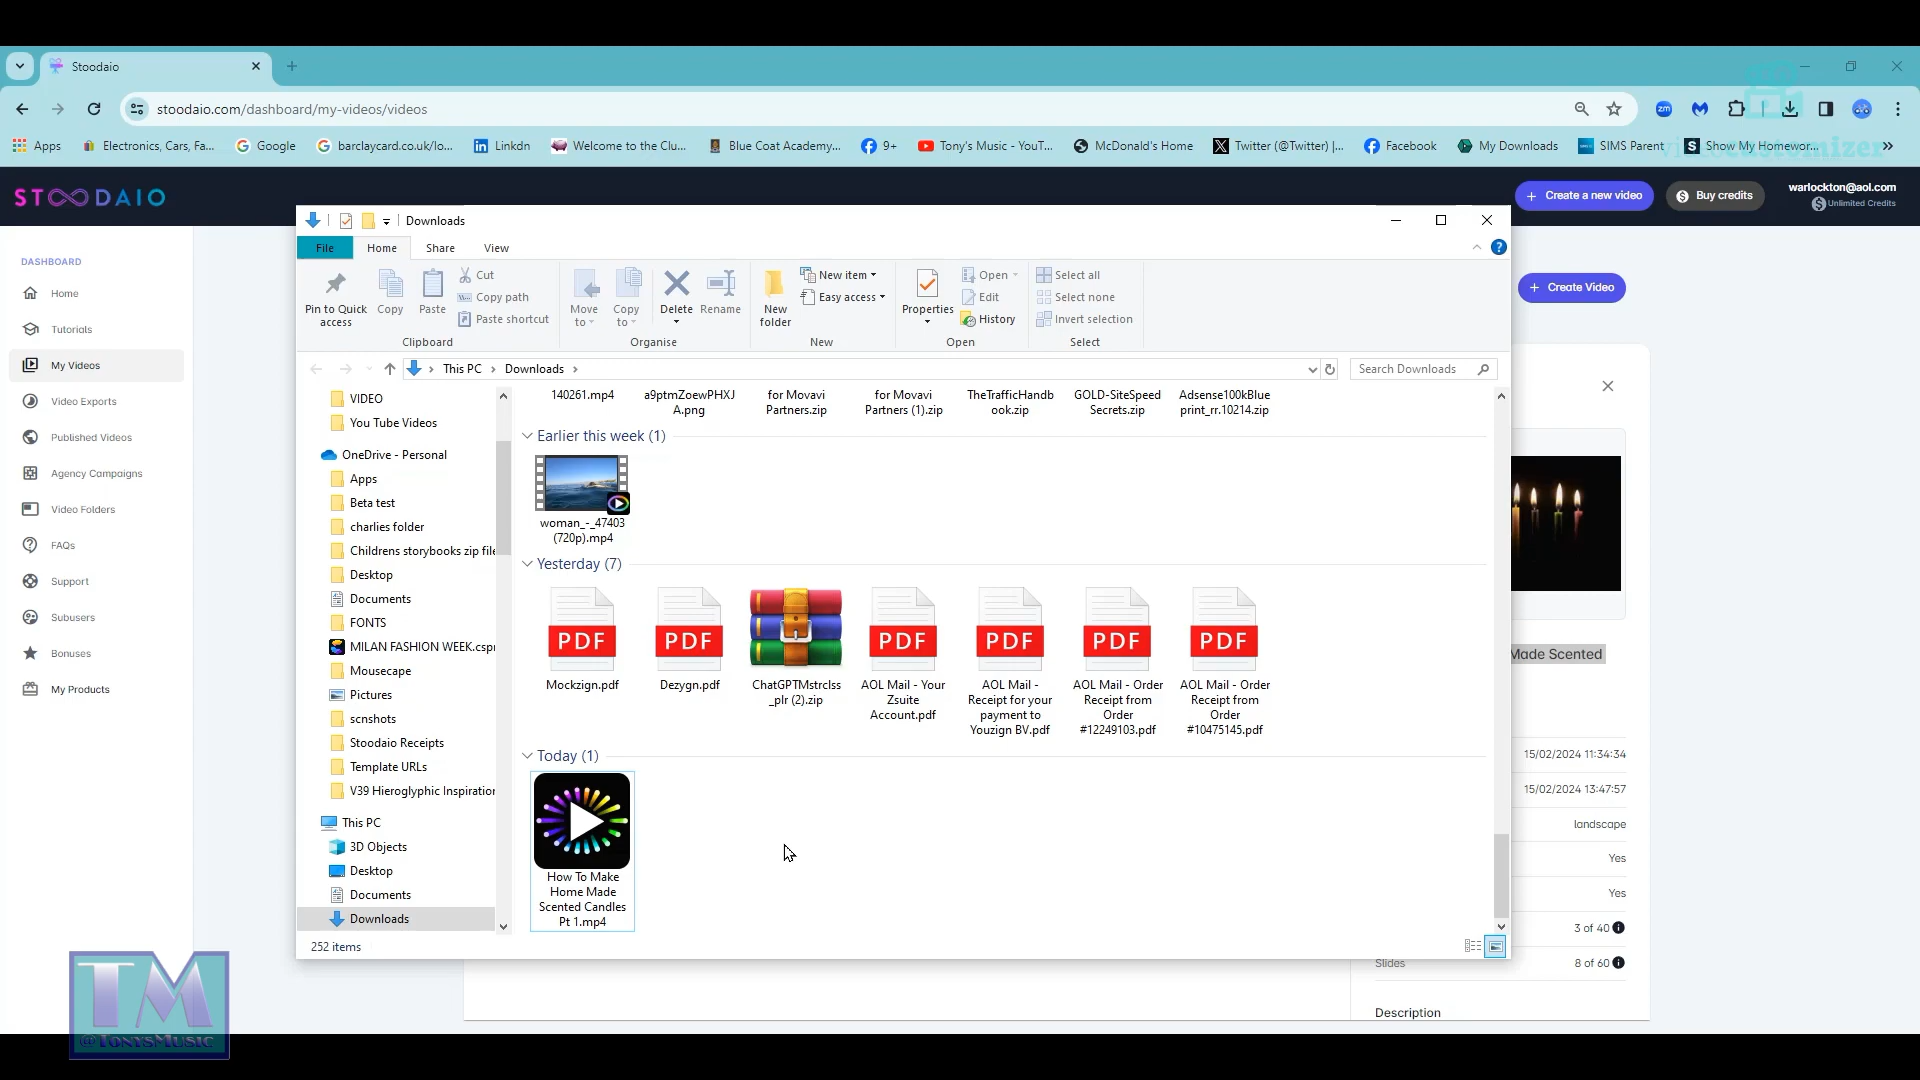 Stoodaio
stoodaio.com/dashboard/my-videos/videos
zm
Apps
Electronics, Cars, Fa...
Google
barclaycard.co.uk/lo...
Linkdn
Welcome to the Clu...
Blue Coat Academy...
9+
Tony's Music - YouT...
McDonald's Home
Twitter (@Twitter) |...
Facebook
My Downloads
SIMS Parent
Show My Homewor...
STOODAIO
Create a new video
Buy credits
warlockton@aol.com
Unlimited Credits
DASHBOARD
Home
Tutorials
My Videos
Video Exports
Published Videos
Agency Campaigns
Video Folders
FAQs
Support
Subusers
Bonuses
My Products
Create Video
Downloads
File
Home
Share
View
Pin to Quick
access
Copy
Paste
Cut
Copy path
Paste shortcut
Clipboard
Move
to
Copy
to
Delete
Rename
Organise
New
folder
New item
Easy access
New
Properties
Open
Edit
History
Open
Select all
Select none
Invert selection
Select
This PC
Downloads
Search Downloads
VIDEO
You Tube Videos
OneDrive - Personal
Apps
Beta test
charlies folder
Childrens storybooks zip file
Desktop
Documents
FONTS
MILAN FASHION WEEK.cspr
Mousecape
Pictures
scnshots
Stoodaio Receipts
Template URLs
V39 Hieroglyphic Inspiration
This PC
3D Objects
Desktop
Documents
Downloads
140261.mp4
a9ptmZoewPHXJ
A.png
for Movavi
Partners.zip
for Movavi
Partners (1).zip
TheTrafficHandb
ook.zip
GOLD-SiteSpeed
Secrets.zip
Adsense100kBlue
print_rr.10214.zip
Earlier this week (1)
woman_-_47403
(720p).mp4
Yesterday (7)
PDF
Mockzign.pdf
PDF
Dezygn.pdf
ChatGPTMstrclss
_plr (2).zip
PDF
AOL Mail - Your
Zsuite
Account.pdf
PDF
AOL Mail -
Receipt for your
payment to
Youzign BV.pdf
PDF
AOL Mail - Order
Receipt from
Order
#12249103.pdf
PDF
AOL Mail - Order
Receipt from
Order
#10475145.pdf
Today (1)
How To Make
Home Made
Scented Candles
Pt 1.mp4
252 items
Made Scented
15/02/2024 11:34:34
15/02/2024 13:47:57
landscape
Yes
Yes
3 of 40
Slides
8 of 60
Description
TM
@TONYSMUSIC